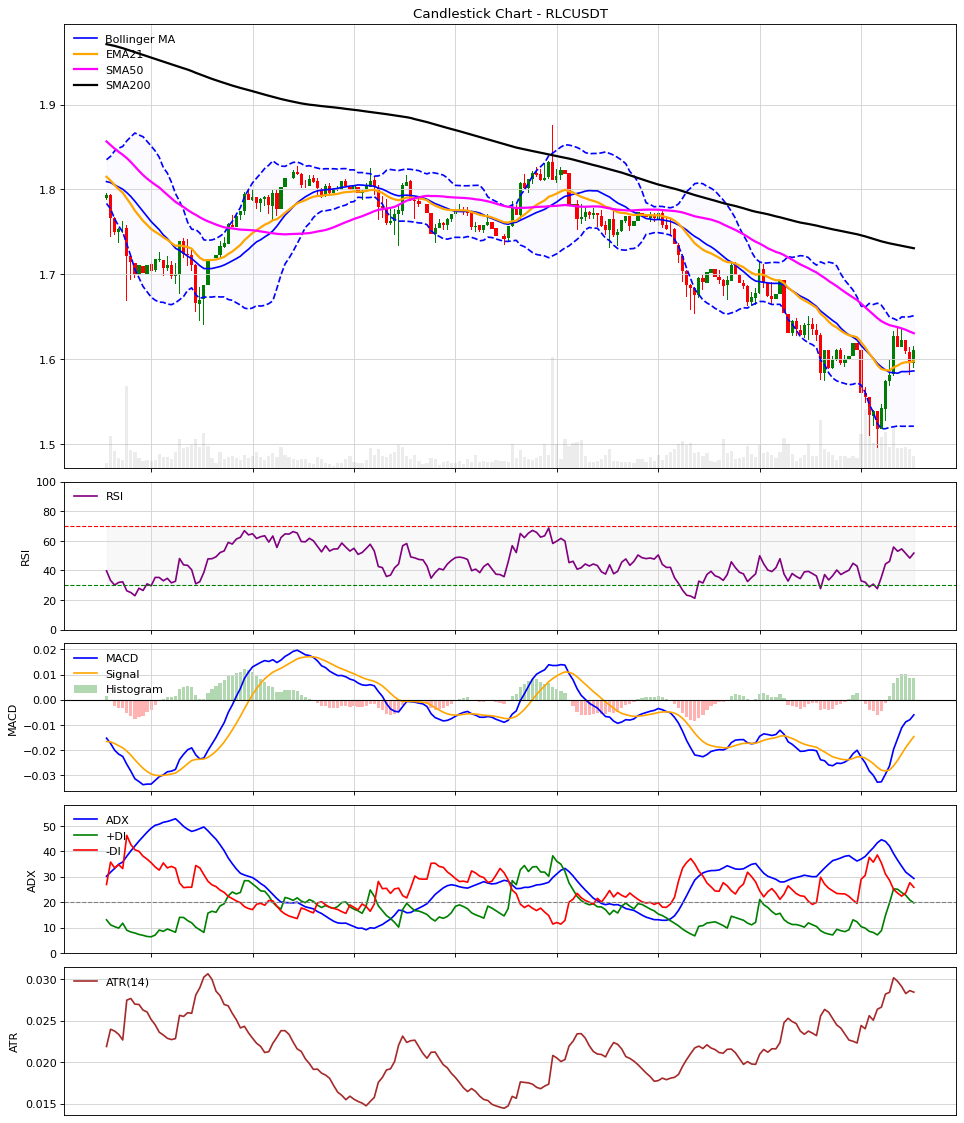 Candlestick Chart - RLCUSDT
Bollinger MA
EMA21
SMA50
SMA200
1.9
1.8
1.7
1.6
1.5
100
80
60
40
20
0
RSI
RSI
0.02
0.01
0.00
−0.01
−0.02
−0.03
MACD
MACD
Signal
Histogram
50
40
30
20
10
0
ADX
ADX
+DI
-DI
0.030
0.025
0.020
0.015
ATR
ATR(14)